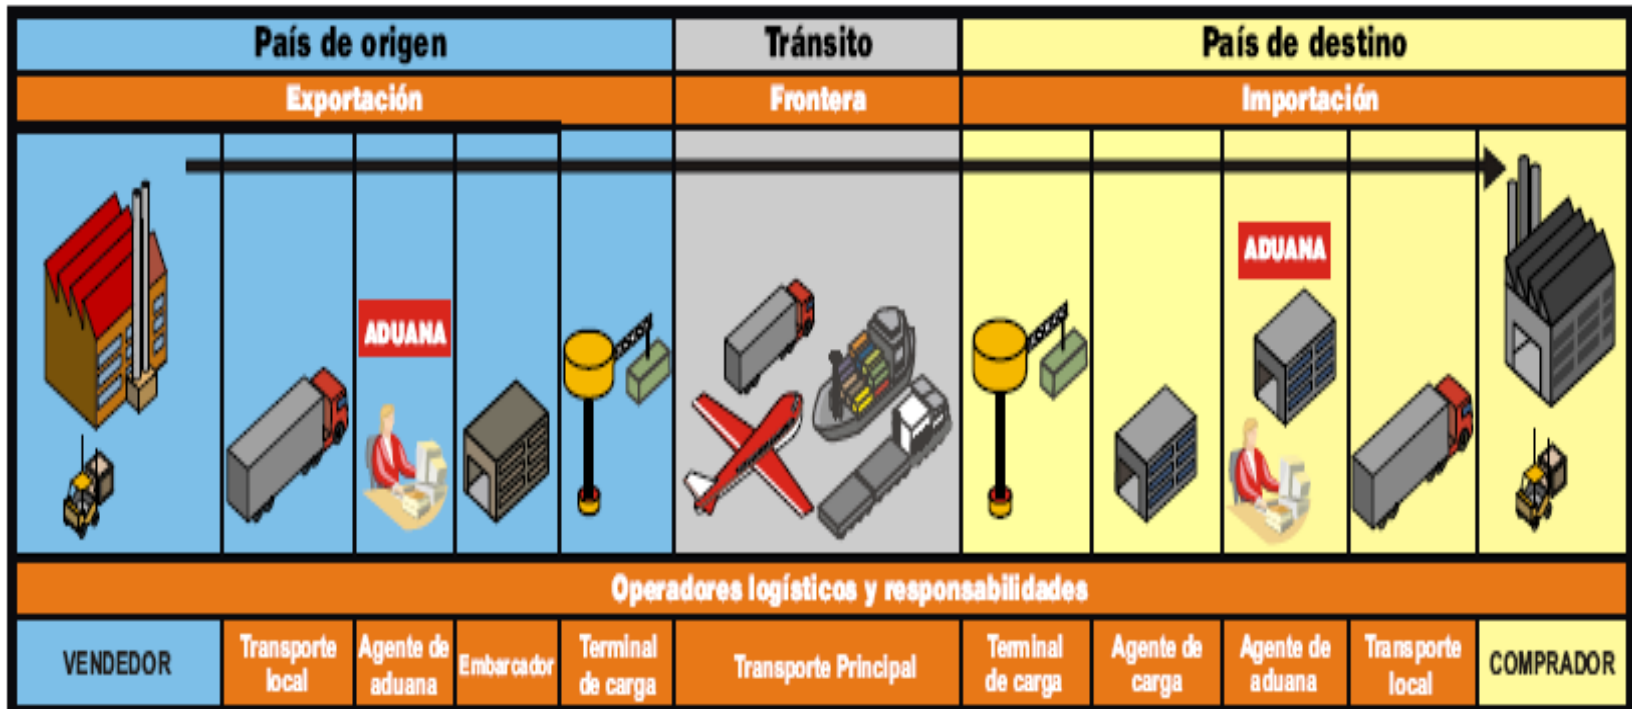 País de origen
Tránsito
País de destino
Exportación
Frontera
Importación
ADUANA
ADUANA
Operadores logísticos y responsabilidades
VENDEDOR
Transporte
local
Agente de
aduana
Embarcador
Terminal
de carga
Transporte Principal
Terminal
de carga
Agente de
carga
Agente de
aduana
Transporte
local
COMPRADOR